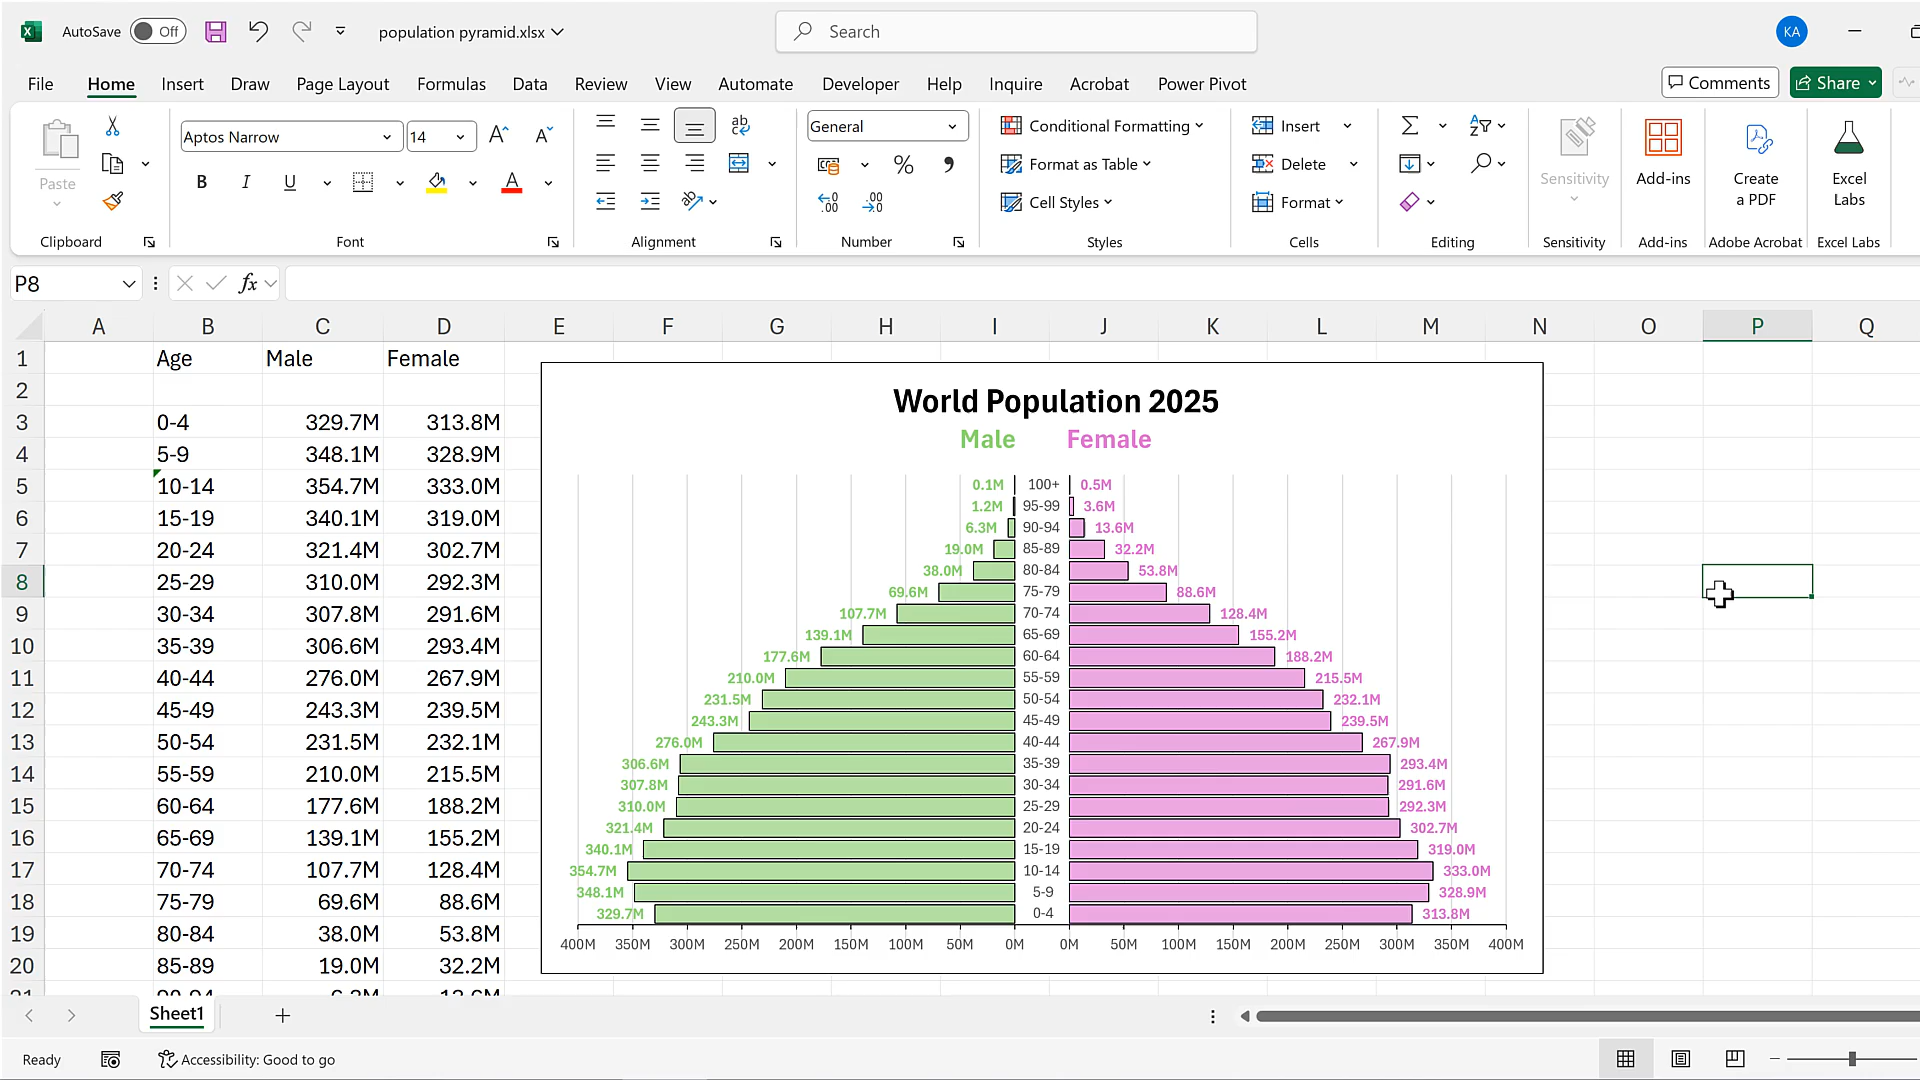 AutoSave Off population pyramid.xlsx Search KA
File Home Insert Draw Page Layout Formulas Data Review View Automate Developer Help Inquire Acrobat Power Pivot Comments Share
Paste
Clipboard
Aptos Narrow 14
B I U A
Font
Alignment
General
% 9 .00 .00
Number
Conditional Formatting
Format as Table
Cell Styles
Styles
Insert
Delete
Format
Cells
Editing
Sensitivity
Sensitivity
Add-ins
Add-ins
Create
a PDF
Adobe Acrobat
Excel
Labs
Excel Labs
P8 fx
A B C D E F G H I J K L M N O P Q
1 Age Male Female
2
3 0-4 329.7M 313.8M
4 5-9 348.1M 328.9M
5 10-14 354.7M 333.0M
6 15-19 340.1M 319.0M
7 20-24 321.4M 302.7M
8 25-29 310.0M 292.3M
9 30-34 307.8M 291.6M
10 35-39 306.6M 293.4M
11 40-44 276.0M 267.9M
12 45-49 243.3M 239.5M
13 50-54 231.5M 232.1M
14 55-59 210.0M 215.5M
15 60-64 177.6M 188.2M
16 65-69 139.1M 155.2M
17 70-74 107.7M 128.4M
18 75-79 69.6M 88.6M
19 80-84 38.0M 53.8M
20 85-89 19.0M 32.2M
World Population 2025
Male Female
0.1M 100+ 0.5M
1.2M 95-99 3.6M
6.3M 90-94 13.6M
19.0M 85-89 32.2M
38.0M 80-84 53.8M
69.6M 75-79 88.6M
107.7M 70-74 128.4M
139.1M 65-69 155.2M
177.6M 60-64 188.2M
210.0M 55-59 215.5M
231.5M 50-54 232.1M
243.3M 45-49 239.5M
276.0M 40-44 267.9M
306.6M 35-39 293.4M
307.8M 30-34 291.6M
310.0M 25-29 292.3M
321.4M 20-24 302.7M
340.1M 15-19 319.0M
354.7M 10-14 333.0M
348.1M 5-9 328.9M
329.7M 0-4 313.8M
400M 350M 300M 250M 200M 150M 100M 50M 0M 0M 50M 100M 150M 200M 250M 300M 350M 400M
Sheet1
Ready Accessibility: Good to go